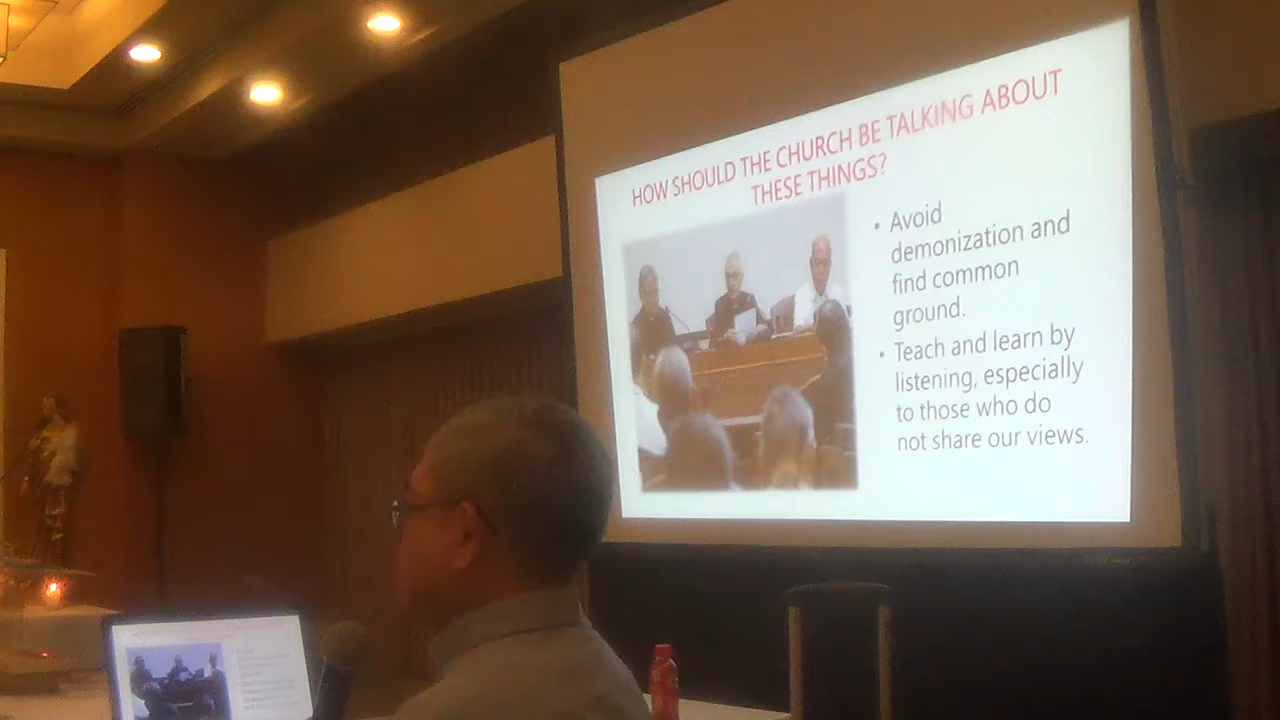 HOW SHOULD THE CHURCH BE TALKING ABOUT
THESE THINGS?
• Avoid
demonization and
find common
ground.
• Teach and learn by
listening, especially
to those who do
not share our views.